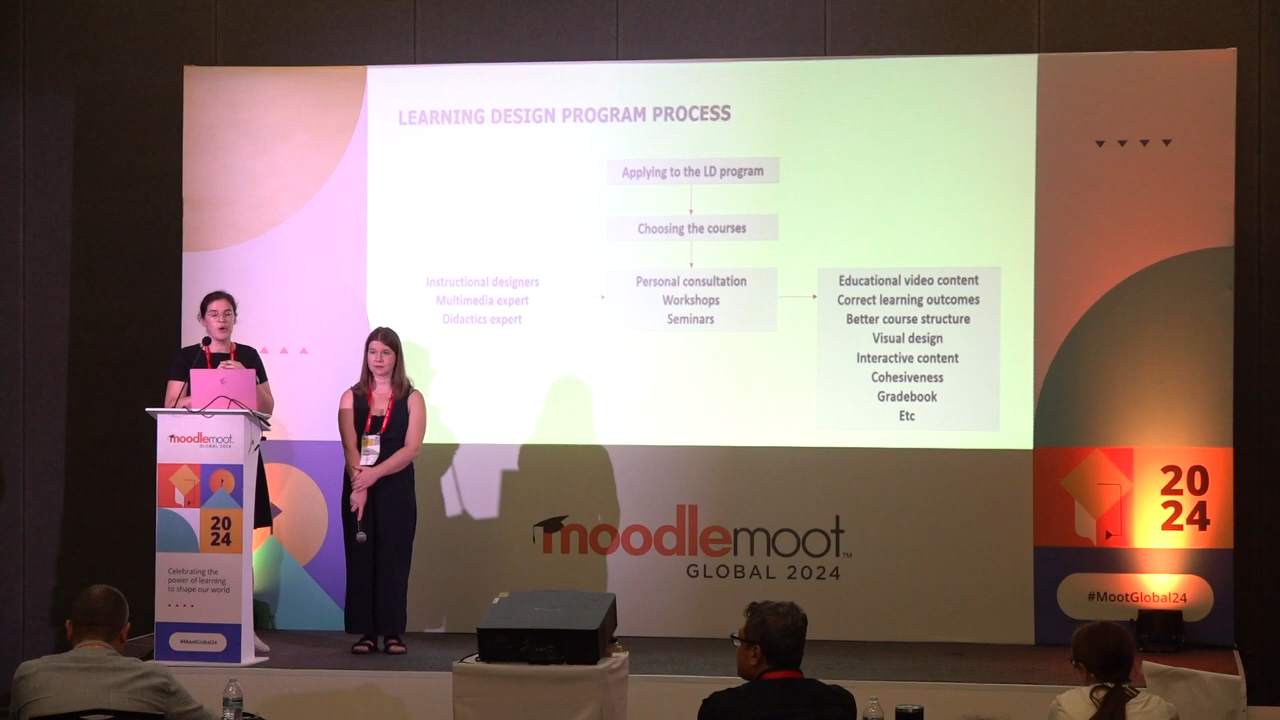 LEARNING DESIGN PROGRAM PROCESS
Applying to the LD program
Choosing the courses
Instructional designers
Multimedia expert
Didactics expert
Personal consultation
Workshops
Seminars
Educational video content
Correct learning outcomes
Better course structure
Visual design
Interactive content
Cohesiveness
Gradebook
Etc
moodlemoot
GLOBAL 2024
20
24
Celebrating the
power of learning
to shape our world
#MootGlobal24
moodlemoot™
GLOBAL 2024
20
24
#MootGlobal24